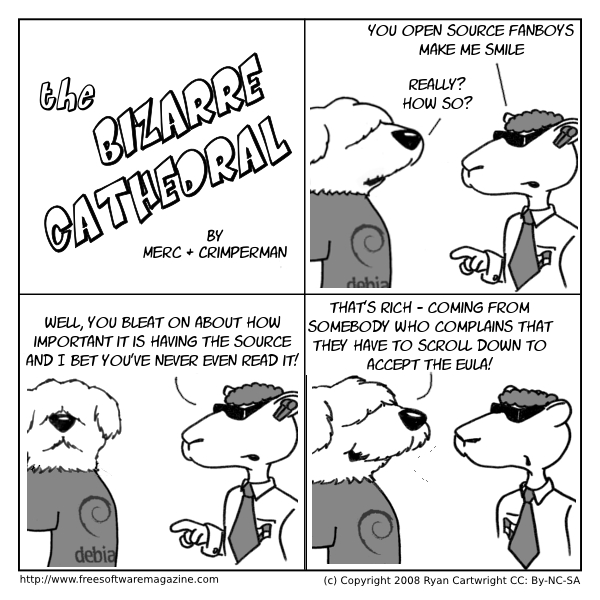 the
BIZARRE
CATHEDRAL
BY
MERC + CRIMPERMAN
YOU OPEN SOURCE FANBOYS
MAKE ME SMILE
REALLY?
HOW SO?
debia
WELL, YOU BLEAT ON ABOUT HOW
IMPORTANT IT IS HAVING THE SOURCE
AND I BET YOU'VE NEVER EVEN READ IT!
debia
THAT'S RICH - COMING FROM
SOMEBODY WHO COMPLAINS THAT
THEY HAVE TO SCROLL DOWN TO
ACCEPT THE EULA!
http://www.freesoftwaremagazine.com
(c) Copyright 2008 Ryan Cartwright CC: By-NC-SA